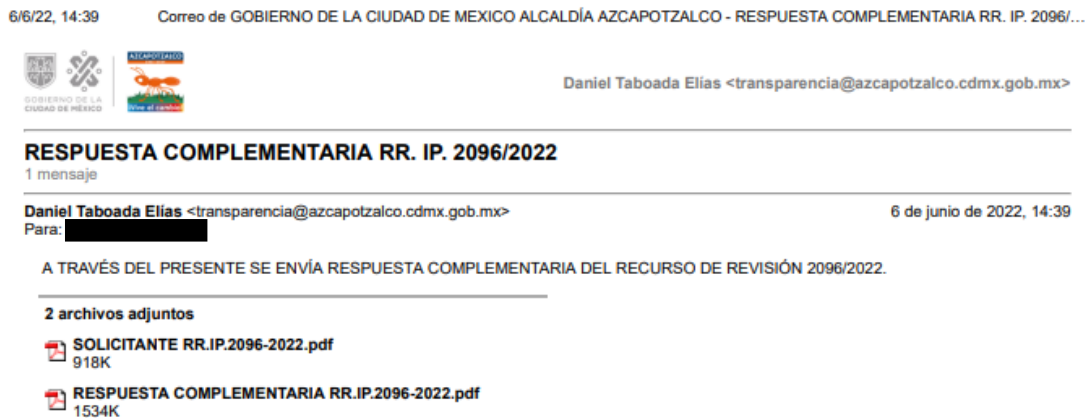 6/6/22, 14:39 Correo de GOBIERNO DE LA CIUDAD DE MEXICO ALCALDÍA AZCAPOTZALCO - RESPUESTA COMPLEMENTARIA RR. IP. 2096/…
AZCAPOTZALCO
GOBIERNO DE LA
CIUDAD DE MÉXICO
¡Vive el cambio!
Daniel Taboada Elías <transparencia@azcapotzalco.cdmx.gob.mx>
RESPUESTA COMPLEMENTARIA RR. IP. 2096/2022
1 mensaje
Daniel Taboada Elías <transparencia@azcapotzalco.cdmx.gob.mx> 6 de junio de 2022, 14:39
Para:
A TRAVÉS DEL PRESENTE SE ENVÍA RESPUESTA COMPLEMENTARIA DEL RECURSO DE REVISIÓN 2096/2022.
2 archivos adjuntos
SOLICITANTE RR.IP.2096-2022.pdf
918K
RESPUESTA COMPLEMENTARIA RR.IP.2096-2022.pdf
1534K